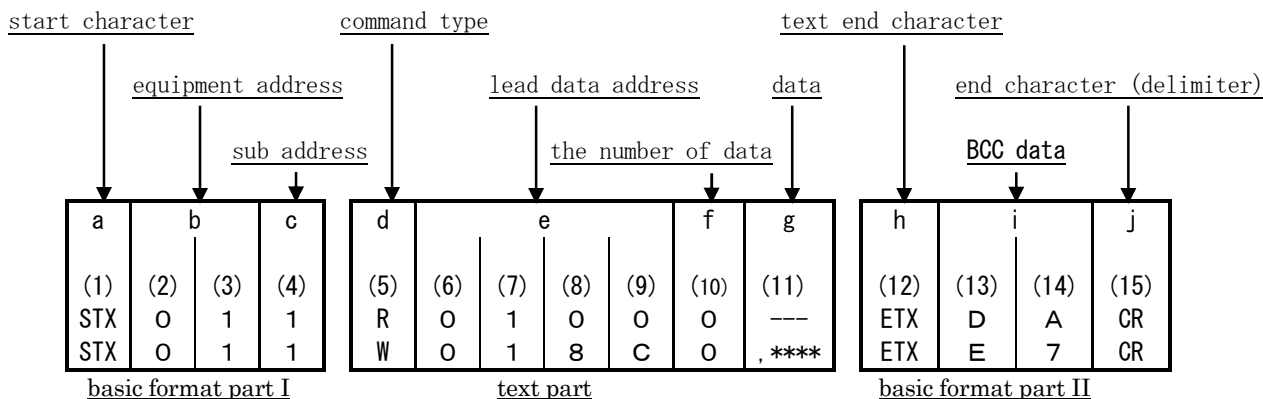 start character command type text end character
equipment address lead data address data end character (delimiter)
sub address the number of data BCC data
a b c d e f g h i j
(1) (2) (3) (4) (5) (6) (7) (8) (9) (10) (11) (12) (13) (14) (15)
STX 0 1 1 R 0 1 0 0 0 --- ETX D A CR
STX 0 1 1 W 0 1 8 C 0 ,**** ETX E 7 CR
basic format part I text part basic format part II